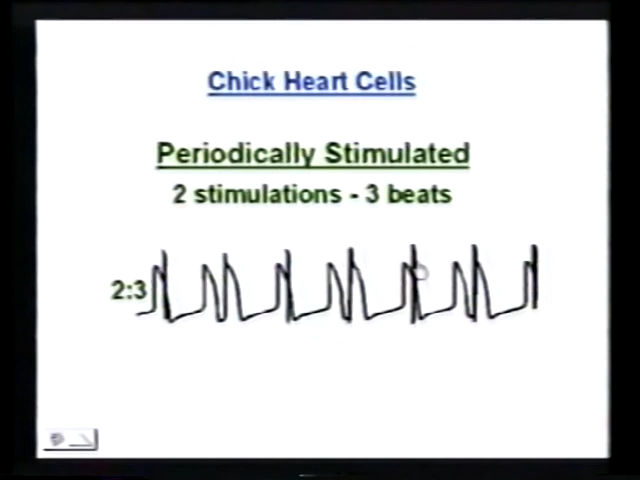 Chick Heart Cells
Periodically Stimulated
2 stimulations - 3 beats
2:3